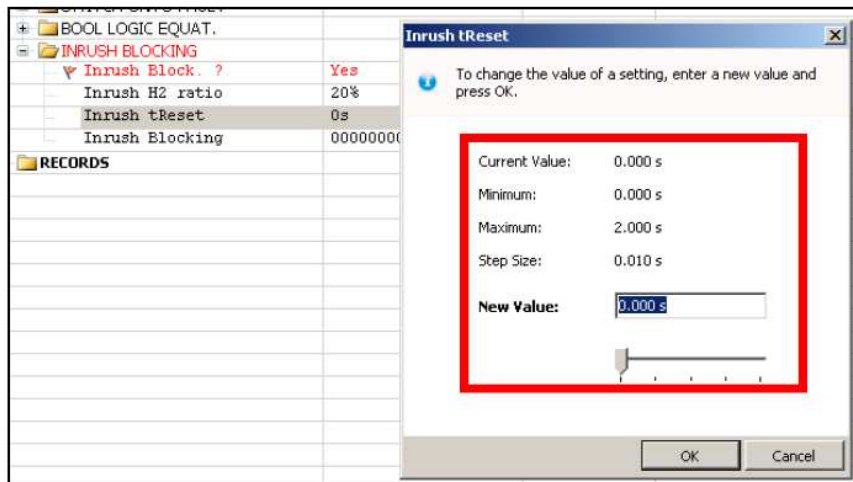 BOOL LOGIC EQUAT.
INRUSH BLOCKING
Inrush Block. ? Yes
Inrush H2 ratio 20%
Inrush tReset 0s
Inrush Blocking 00000000
RECORDS
Inrush tReset
To change the value of a setting, enter a new value and
press OK.
Current Value: 0.000 s
Minimum: 0.000 s
Maximum: 2.000 s
Step Size: 0.010 s
New Value: 0.000 s
OK Cancel